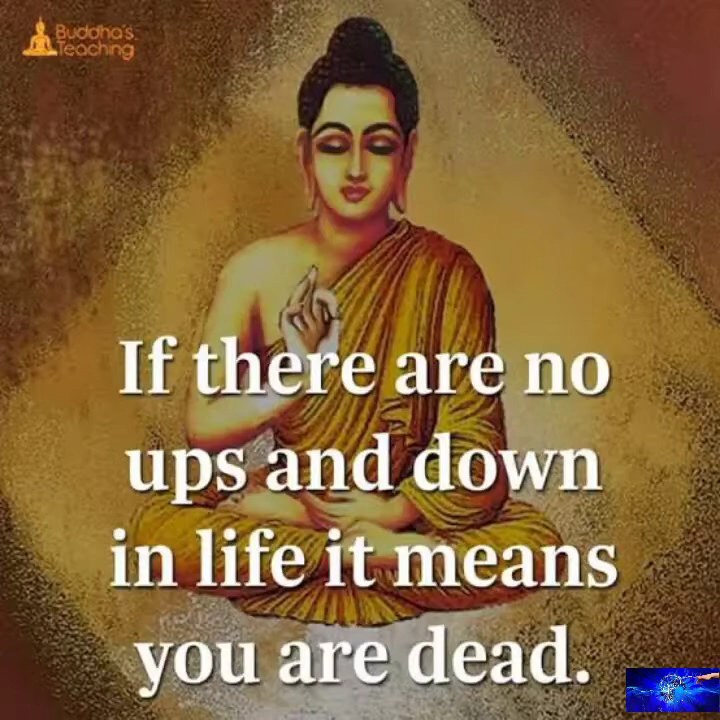 Buddha's
Teaching
If there are no
ups and down
in life it means
you are dead.